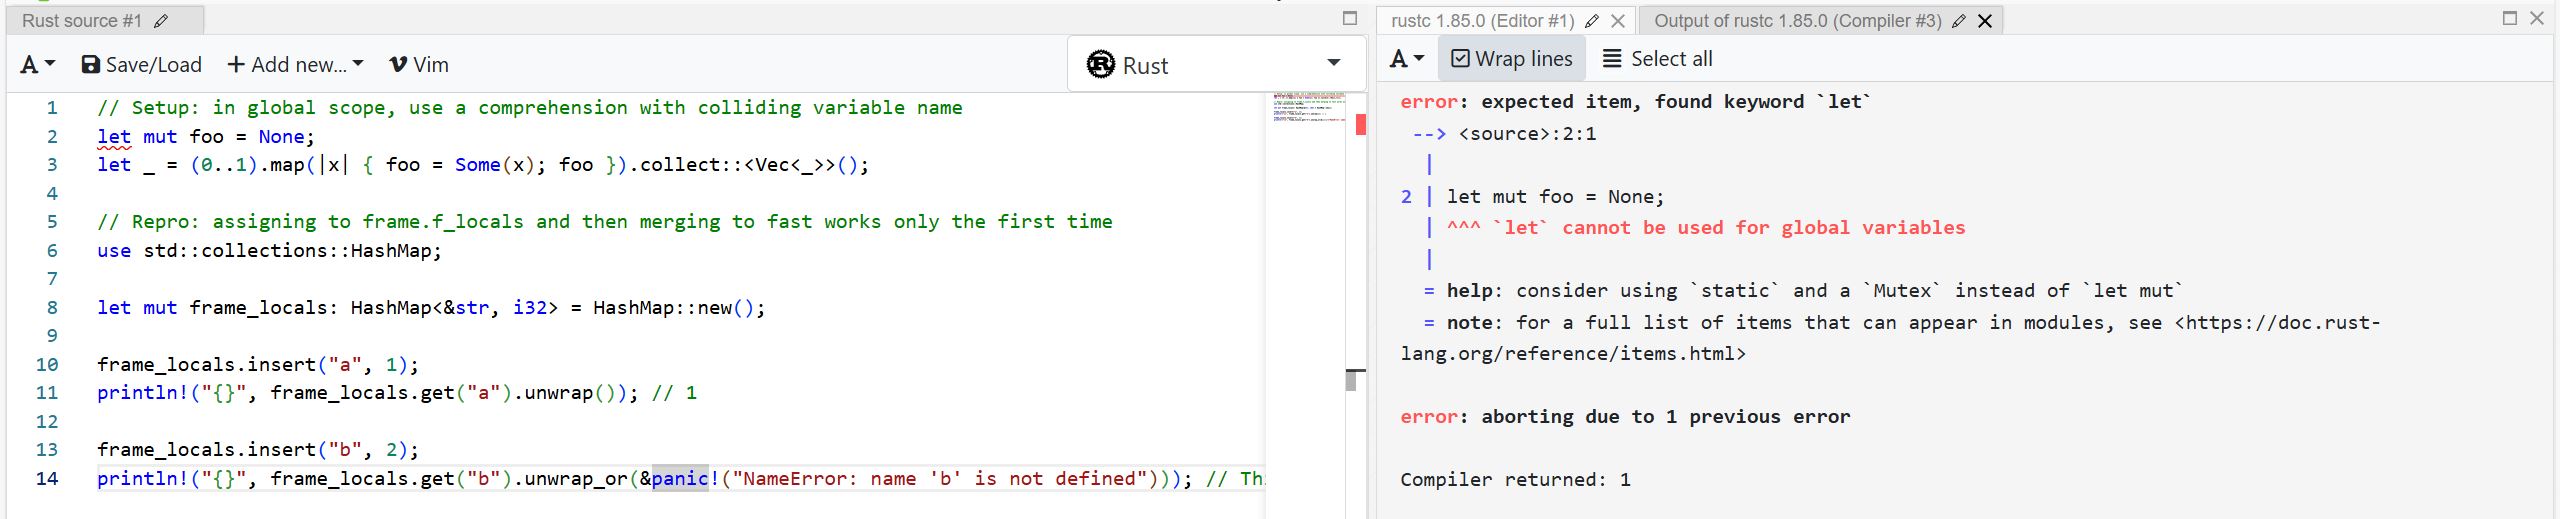 Rust source #1
A Save/Load + Add new... Vim Rust
1 // Setup: in global scope, use a comprehension with colliding variable name
2 let mut foo = None;
3 let _ = (0..1).map(|x| { foo = Some(x); foo }).collect::<Vec<_>>();
4
5 // Repro: assigning to frame.f_locals and then merging to fast works only the first time
6 use std::collections::HashMap;
7
8 let mut frame_locals: HashMap<&str, i32> = HashMap::new();
9
10 frame_locals.insert("a", 1);
11 println!("{}", frame_locals.get("a").unwrap()); // 1
12
13 frame_locals.insert("b", 2);
14 println!("{}", frame_locals.get("b").unwrap_or(&panic!("NameError: name 'b' is not defined"))); // Th
rustc 1.85.0 (Editor #1) Output of rustc 1.85.0 (Compiler #3)
A Wrap lines Select all
error: expected item, found keyword `let`
--> <source>:2:1
|
2 | let mut foo = None;
| ^^^ `let` cannot be used for global variables
|
= help: consider using `static` and a `Mutex` instead of `let mut`
= note: for a full list of items that can appear in modules, see <https://doc.rust-
lang.org/reference/items.html>
error: aborting due to 1 previous error
Compiler returned: 1